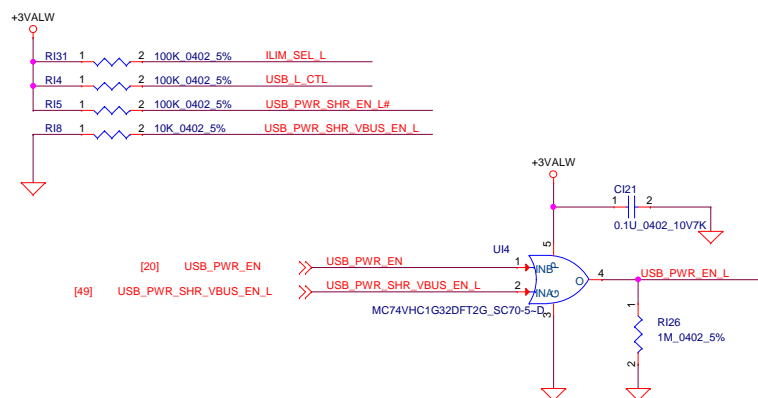 +3VALW
RI31 1 2 100K_0402_5% ILIM_SEL_L
RI4 1 2 100K_0402_5% USB_L_CTL
RI5 1 2 100K_0402_5% USB_PWR_SHR_EN_L#
RI8 1 2 10K_0402_5% USB_PWR_SHR_VBUS_EN_L
+3VALW
CI21
1 2
0.1U_0402_10V7K
UI4
5
P
[20] USB_PWR_EN USB_PWR_EN 1 INB O 4 USB_PWR_EN_L
[49] USB_PWR_SHR_VBUS_EN_L USB_PWR_SHR_VBUS_EN_L 2 INA
G
MC74VHC1G32DFT2G_SC70-5~D
3
1
RI26
1M_0402_5%
2